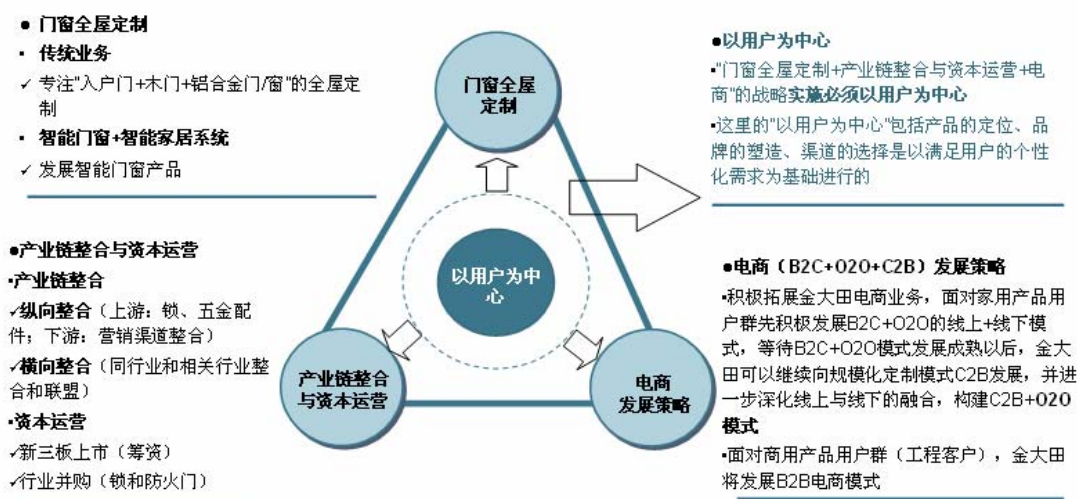 ● 门窗全屋定制
▪ 传统业务
✓ 专注"入户门+木门+铝合金门/窗"的全屋定
制
▪ 智能门窗+智能家居系统
✓ 发展智能门窗产品
●产业链整合与资本运营
▪产业链整合
✓纵向整合（上游：锁、五金配
件；下游：营销渠道整合）
✓横向整合（同行业和相关行业整
合和联盟）
▪资本运营
✓新三板上市（筹资）
✓行业并购（锁和防火门）
门窗全屋
定制
以用户为中
心
产业链整合
与资本运营
电商
发展策略
●以用户为中心
▪"门窗全屋定制+产业链整合与资本运营+电
商"的战略实施必须以用户为中心
▪这里的"以用户为中心"包括产品的定位、品
牌的塑造、渠道的选择是以满足用户的个性
化需求为基础进行的
●电商（B2C+O2O+C2B）发展策略
▪积极拓展金大田电商业务，面对家用产品用
户群先积极发展B2C+O2O的线上+线下模
式，等待B2C+O2O模式发展成熟以后，金大
田可以继续向规模化定制模式C2B发展，并进
一步深化线上与线下的融合，构建C2B+O2O
模式
▪面对商用产品用户群（工程客户），金大田
将发展B2B电商模式